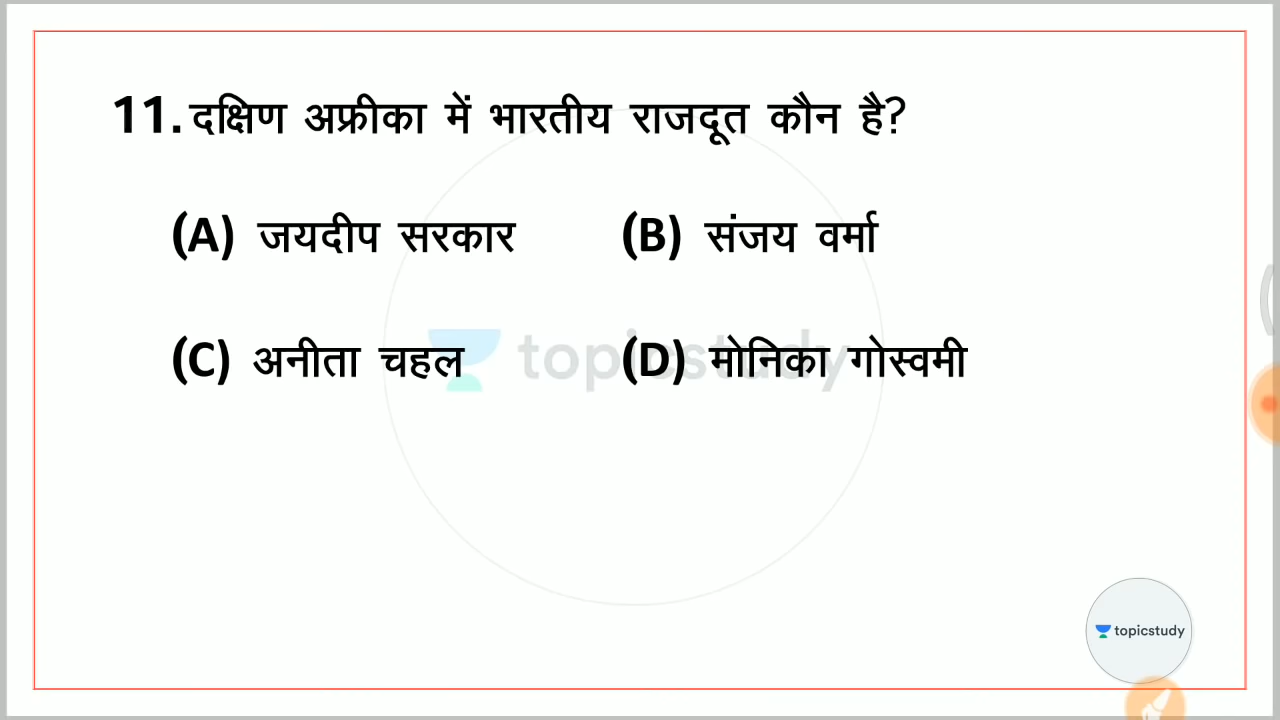 11. दक्षिण अफ्रीका में भारतीय राजदूत कौन है?
(A) जयदीप सरकार (B) संजय वर्मा
topicstudy
(C) अनीता चहल (D) मोनिका गोस्वमी
topicstudy